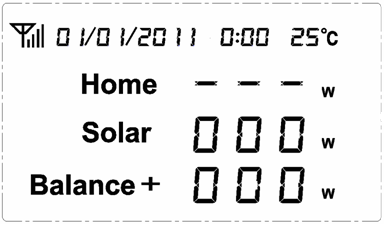 01/01/2011 0:00 25°C
Home - - - w
Solar 000 w
Balance + 000 w